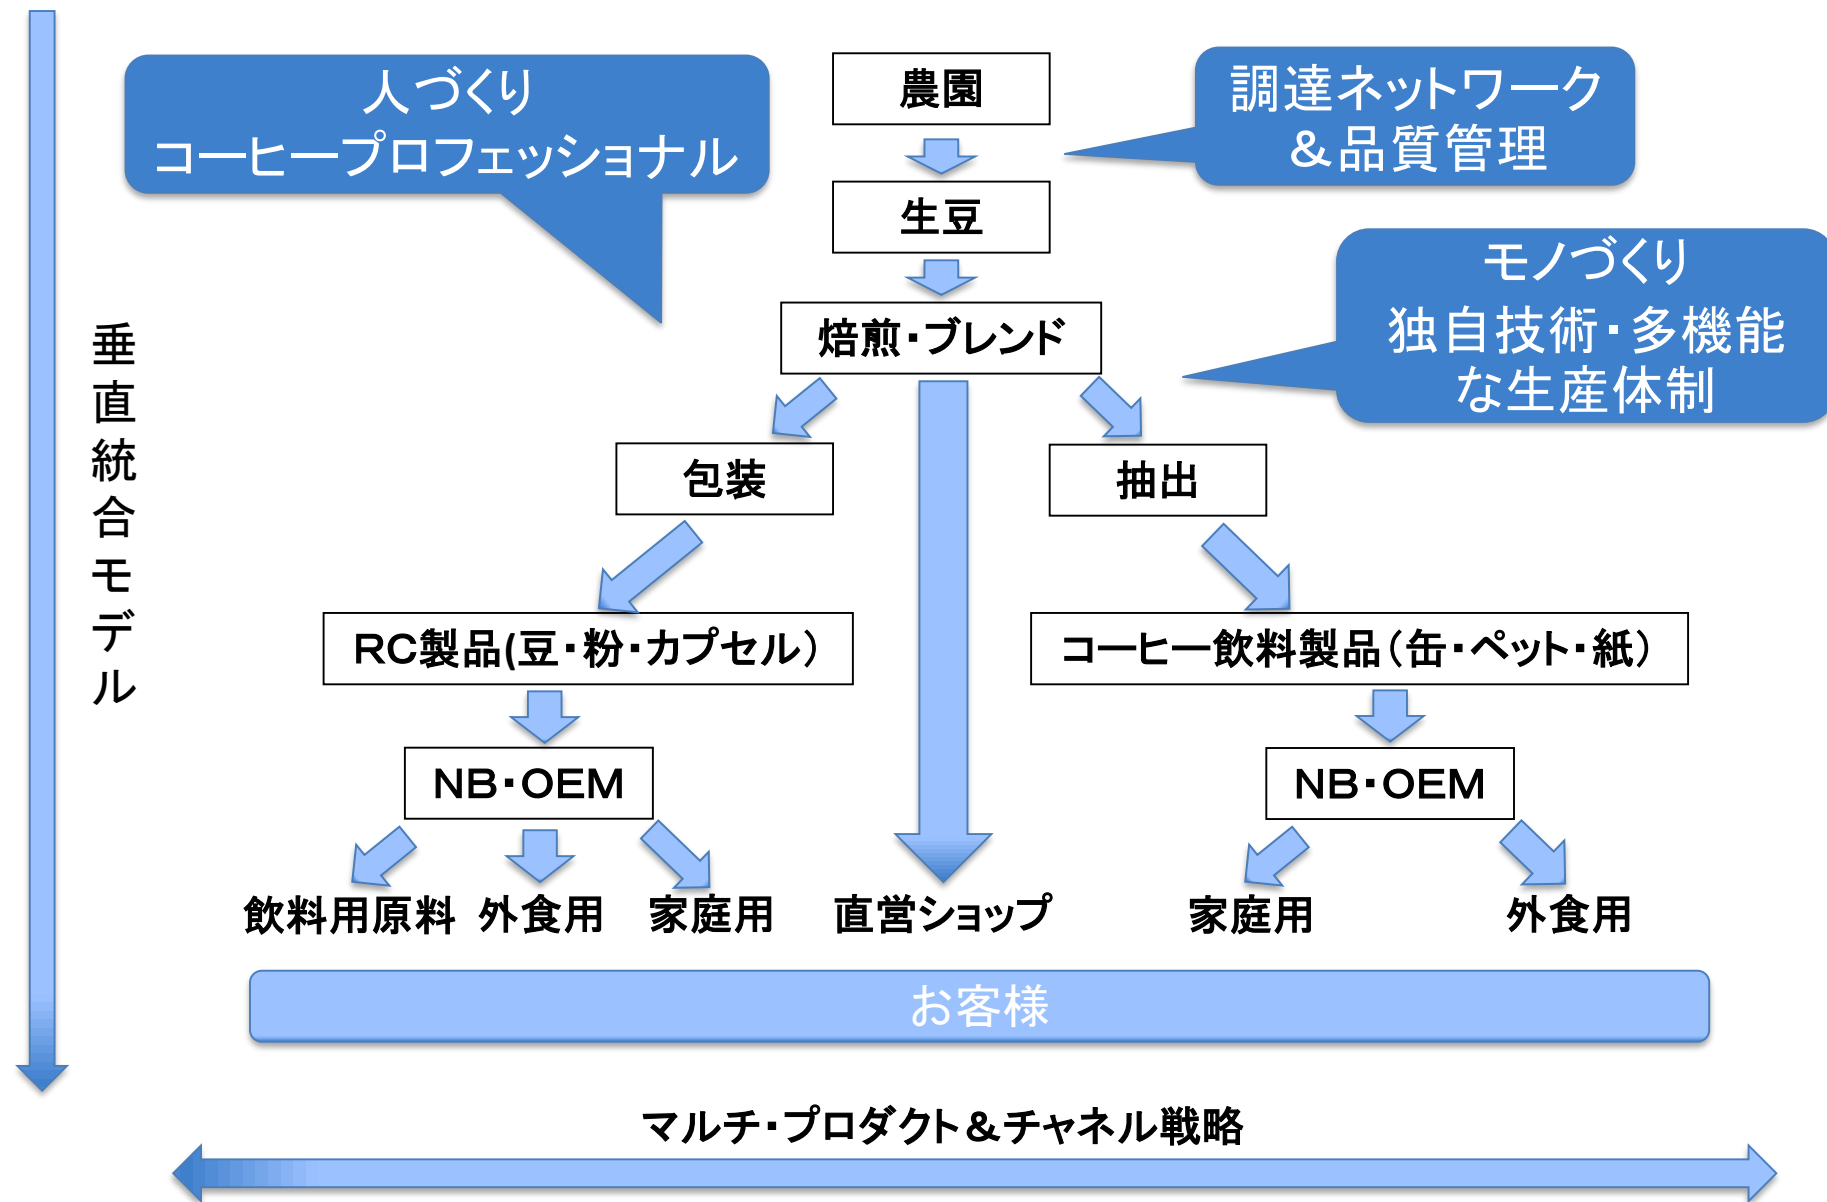 人づくり
コーヒープロフェッショナル
農園
調達ネットワーク
＆品質管理
生豆
モノづくり
独自技術・多機能
な生産体制
焙煎・ブレンド
垂直統合モデル
包装
抽出
ＲＣ製品(豆・粉・カプセル）
コーヒー飲料製品（缶・ペット・紙）
ＮＢ・ＯＥＭ
ＮＢ・ＯＥＭ
飲料用原料
外食用
家庭用
直営ショップ
家庭用
外食用
お客様
マルチ・プロダクト＆チャネル戦略